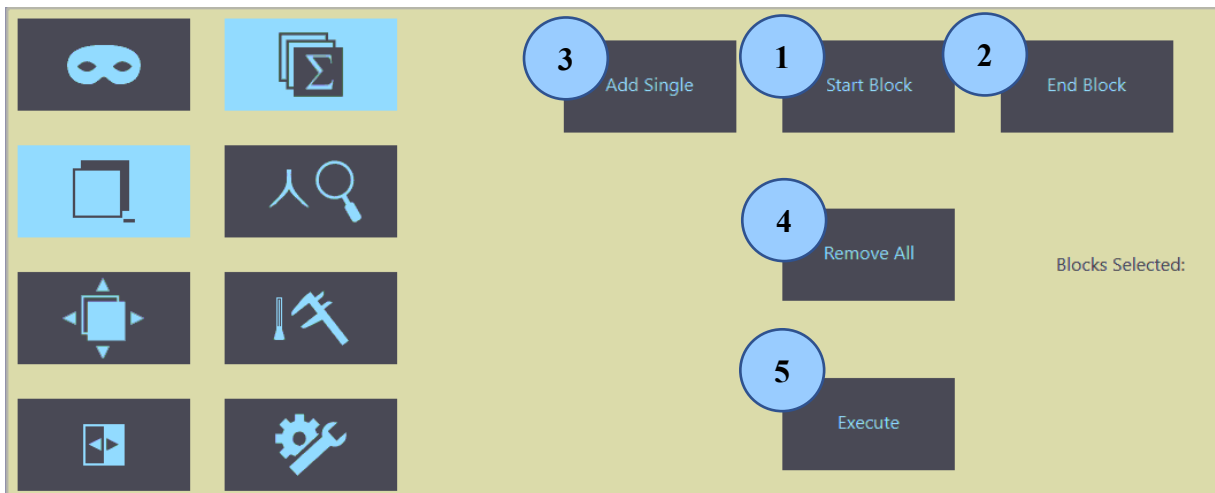 Σ
3
Add Single
1
Start Block
2
End Block
4
Remove All
Blocks Selected:
5
Execute